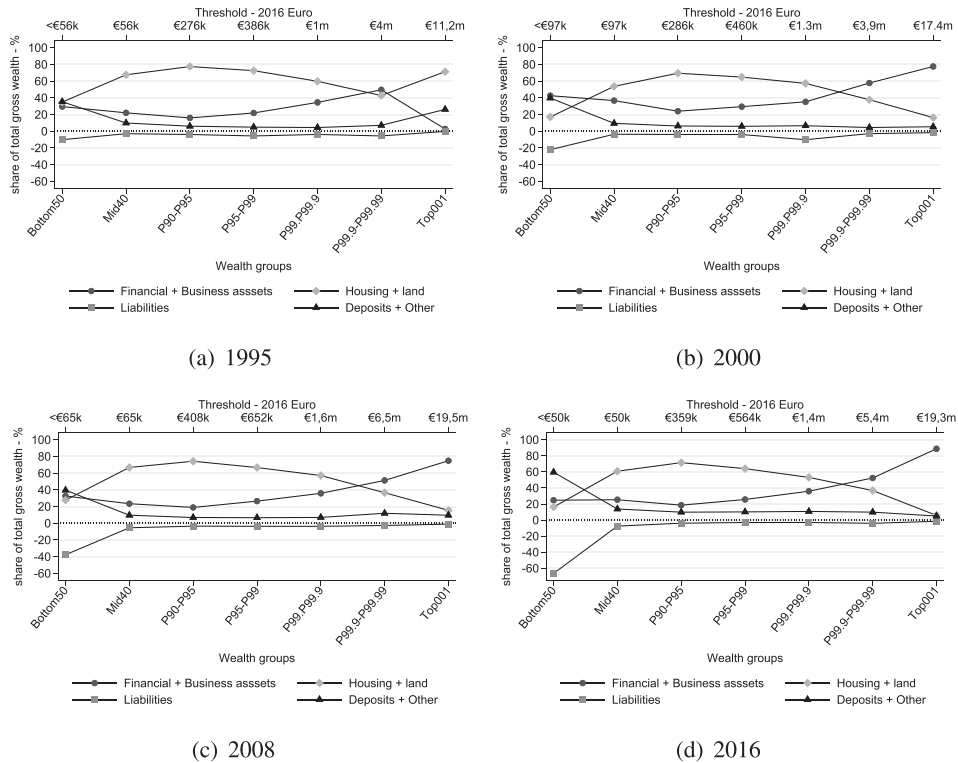 Threshold - 2016 Euro
<€56k €56k €276k €386k €1m €4m €11,2m
share of total gross wealth - %
100
80
60
40
20
0
-20
-40
-60
Bottom50 Mid40 P90-P95 P95-P99 P99.P99.9 P99.9-P99.99 Top001
Wealth groups
Financial + Business asssets Housing + land
Liabilities Deposits + Other
(a) 1995
Threshold - 2016 Euro
<€97k €97k €286k €460k €1.3m €3,9m €17.4m
share of total gross wealth - %
100
80
60
40
20
0
-20
-40
-60
Bottom50 Mid40 P90-P95 P95-P99 P99.P99.9 P99.9-P99.99 Top001
Wealth groups
Financial + Business asssets Housing + land
Liabilities Deposits + Other
(b) 2000
Threshold - 2016 Euro
<€65k €65k €408k €652k €1,6m €6,5m €19,5m
share of total gross wealth - %
100
80
60
40
20
0
-20
-40
-60
Bottom50 Mid40 P90-P95 P95-P99 P99.P99.9 P99.9-P99.99 Top001
Wealth groups
Financial + Business asssets Housing + land
Liabilities Deposits + Other
(c) 2008
Threshold - 2016 Euro
<€50k €50k €359k €564k €1,4m €5,4m €19,3m
share of total gross wealth - %
100
80
60
40
20
0
-20
-40
-60
Bottom50 Mid40 P90-P95 P95-P99 P99.P99.9 P99.9-P99.99 Top001
Wealth groups
Financial + Business asssets Housing + land
Liabilities Deposits + Other
(d) 2016